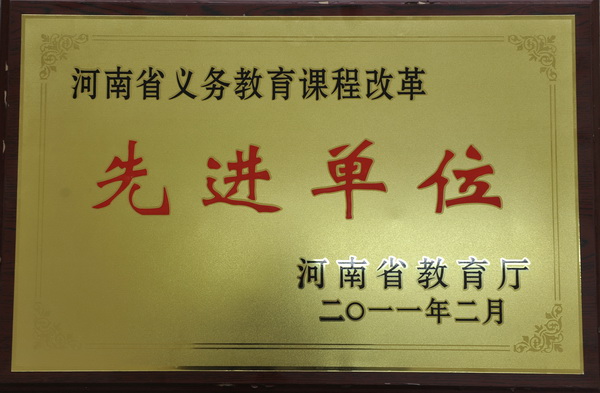 河南省义务教育课程改革
先进单位
河南省教育厅
二〇一一年二月